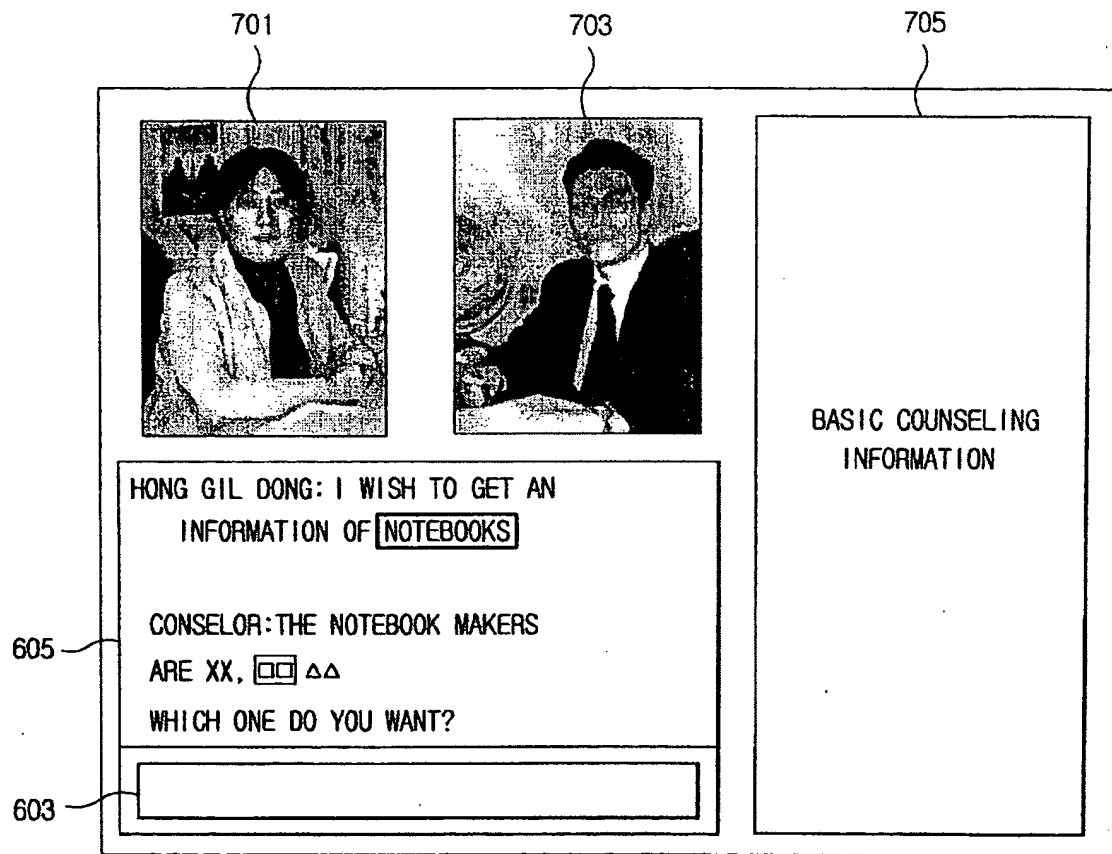 701 703 705
HONG GIL DONG: I WISH TO GET AN
INFORMATION OF NOTEBOOKS
CONSELOR:THE NOTEBOOK MAKERS
ARE XX, □□ △△
WHICH ONE DO YOU WANT?
BASIC COUNSELING
INFORMATION
605
603